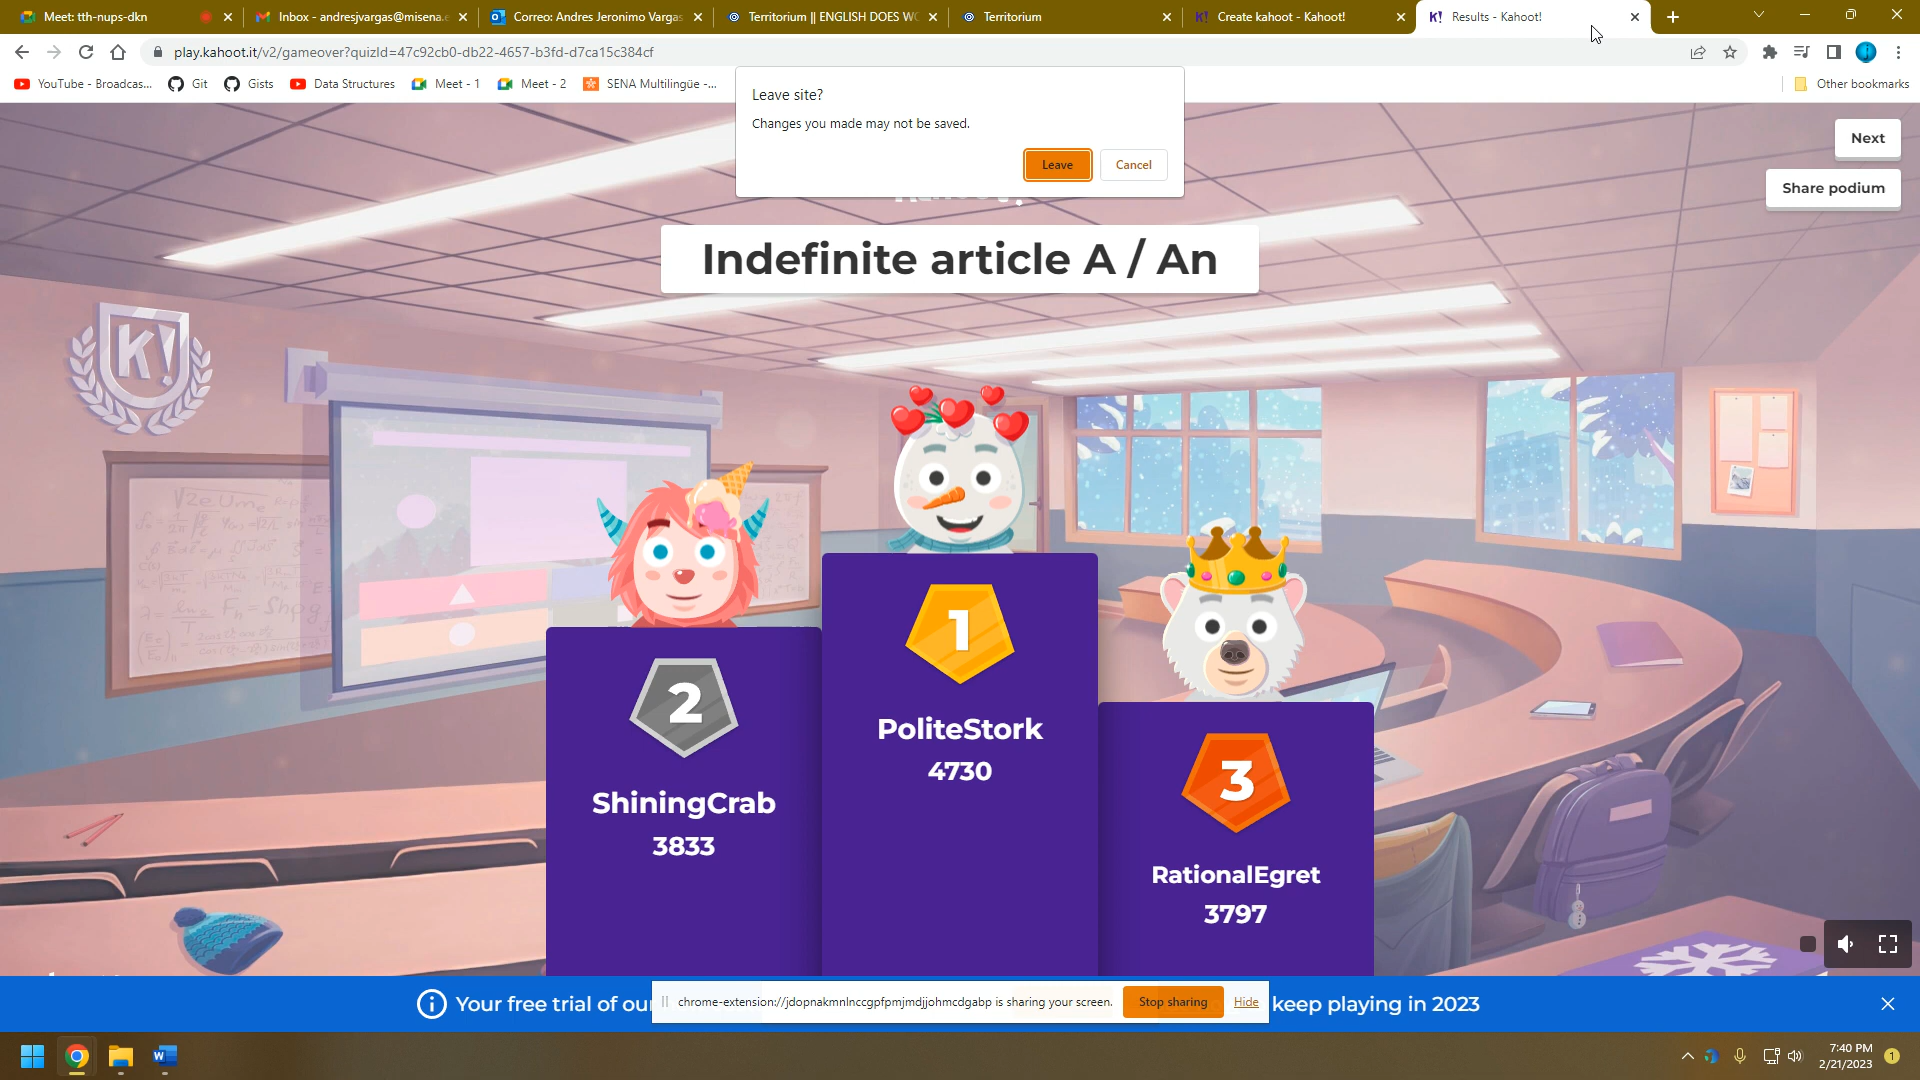 Meet: tth-nups-dkn
Inbox - andresjvargas@misena.e
Correo: Andres Jeronimo Vargas
Territorium || ENGLISH DOES WO
Territorium
Create kahoot - Kahoot!
Results - Kahoot!
play.kahoot.it/v2/gameover?quizId=47c92cb0-db22-4657-b3fd-d7ca15c384cf
YouTube - Broadcas...
Git
Gists
Data Structures
Meet - 1
Meet - 2
SENA Multilingüe -...
Other bookmarks
Leave site?
Changes you made may not be saved.
Leave
Cancel
Next
Share podium
Indefinite article A / An
K!
1
PoliteStork
4730
2
ShiningCrab
3833
3
RationalEgret
3797
Your free trial of ou
keep playing in 2023
chrome-extension://jdopnakmnlnccgpfpmjmdjjohmcdgabp is sharing your screen.
Stop sharing
Hide
7:40 PM
2/21/2023
1